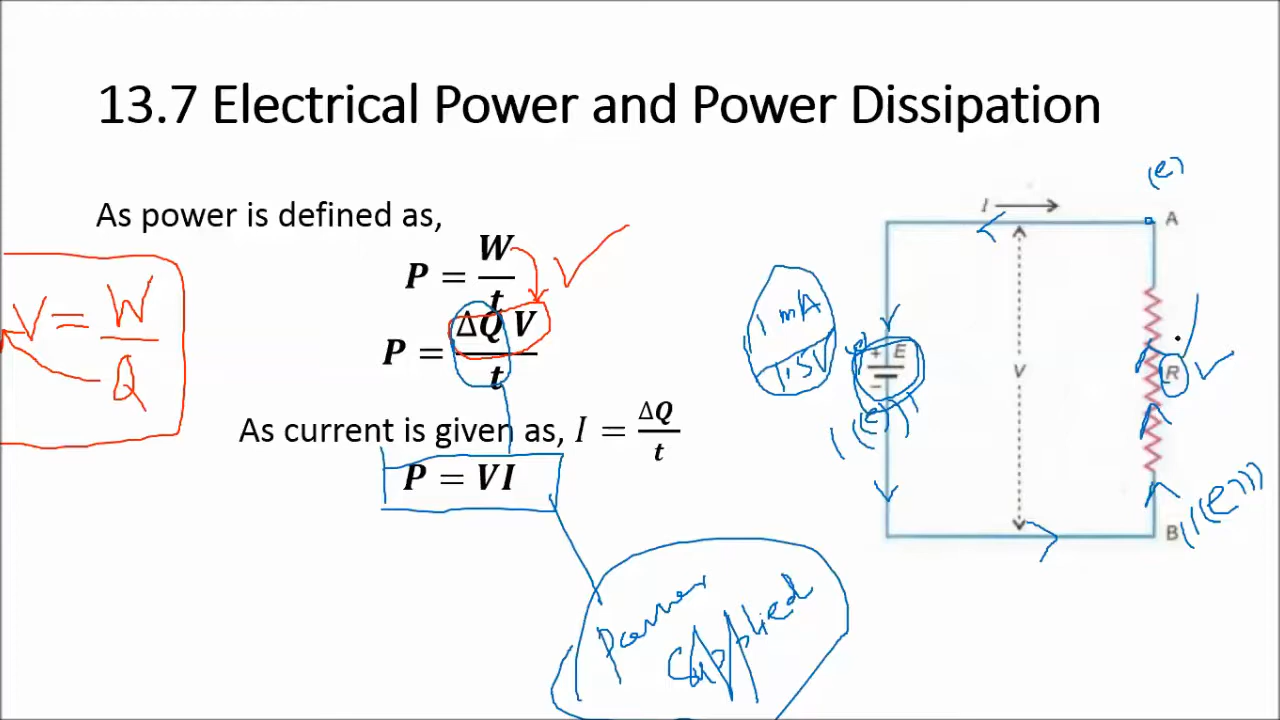 13.7 Electrical Power and Power Dissipation
As power is defined as,
P = W/t
P = ΔQ V/t
As current is given as, I = ΔQ/t
P = VI
V = W/Q
Power
supplied
1 mA
1.5V
I
A
+ E
-
V
R
B
(e)
((e))
(((e)))